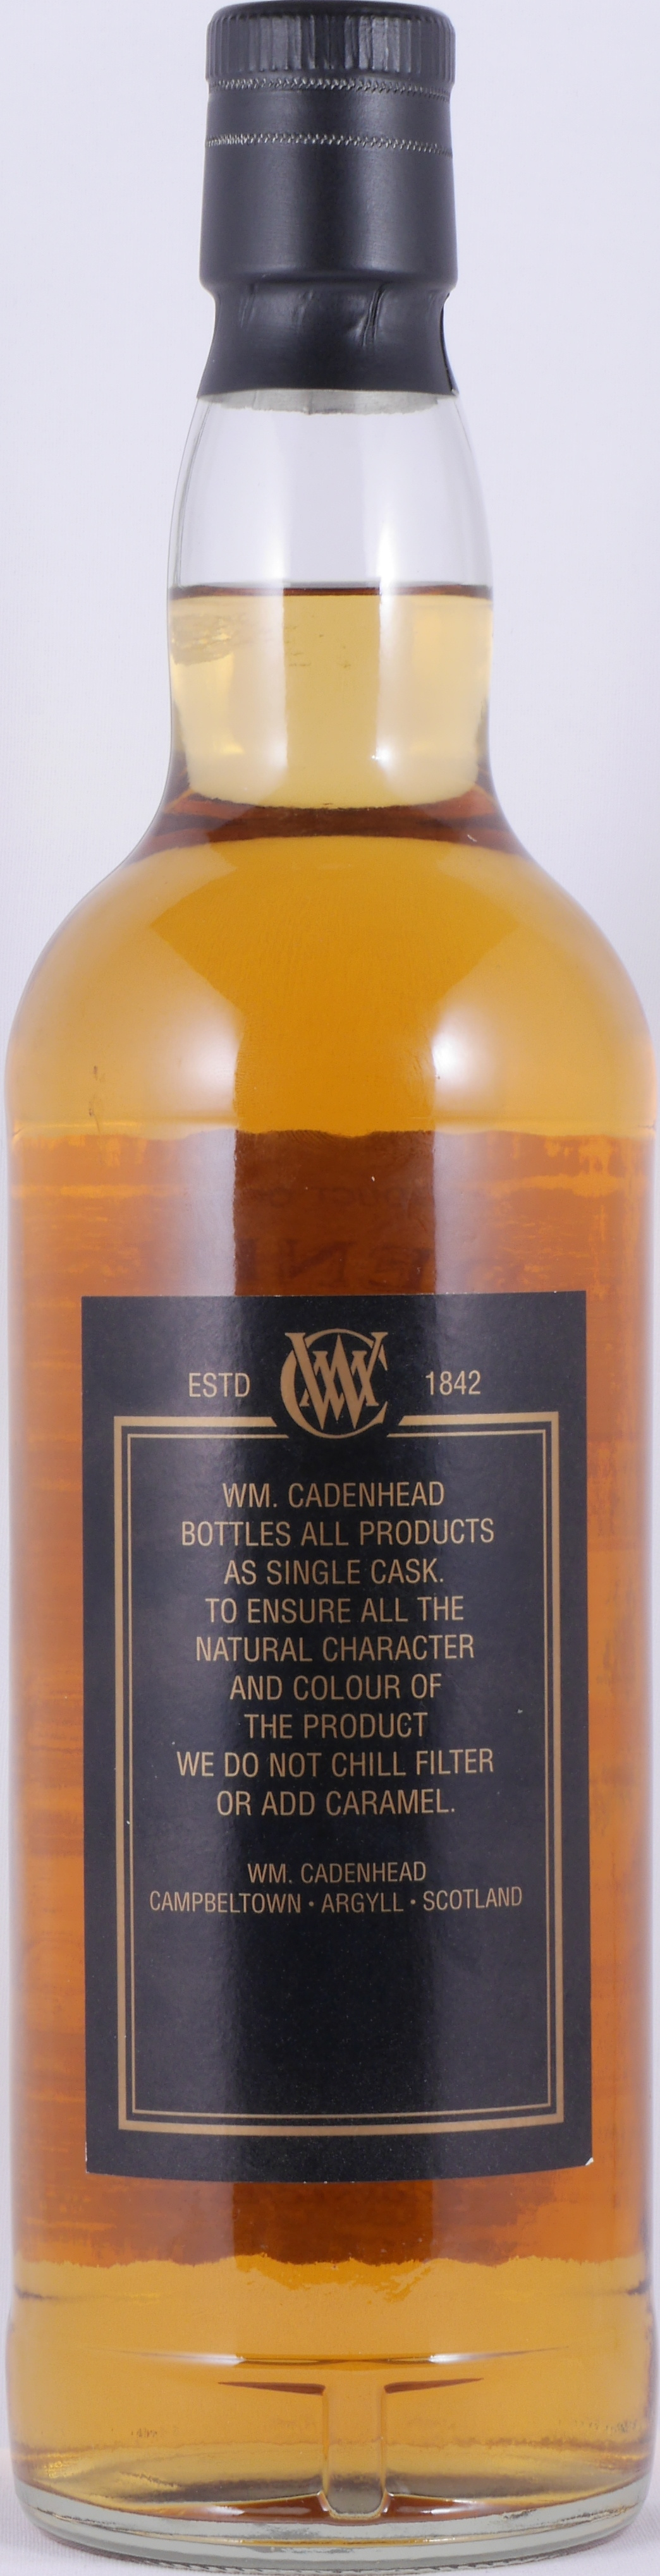 ESTD WC 1842
WM. CADENHEAD
BOTTLES ALL PRODUCTS
AS SINGLE CASK.
TO ENSURE ALL THE
NATURAL CHARACTER
AND COLOUR OF
THE PRODUCT
WE DO NOT CHILL FILTER
OR ADD CARAMEL.
WM. CADENHEAD
CAMPBELTOWN • ARGYLL • SCOTLAND